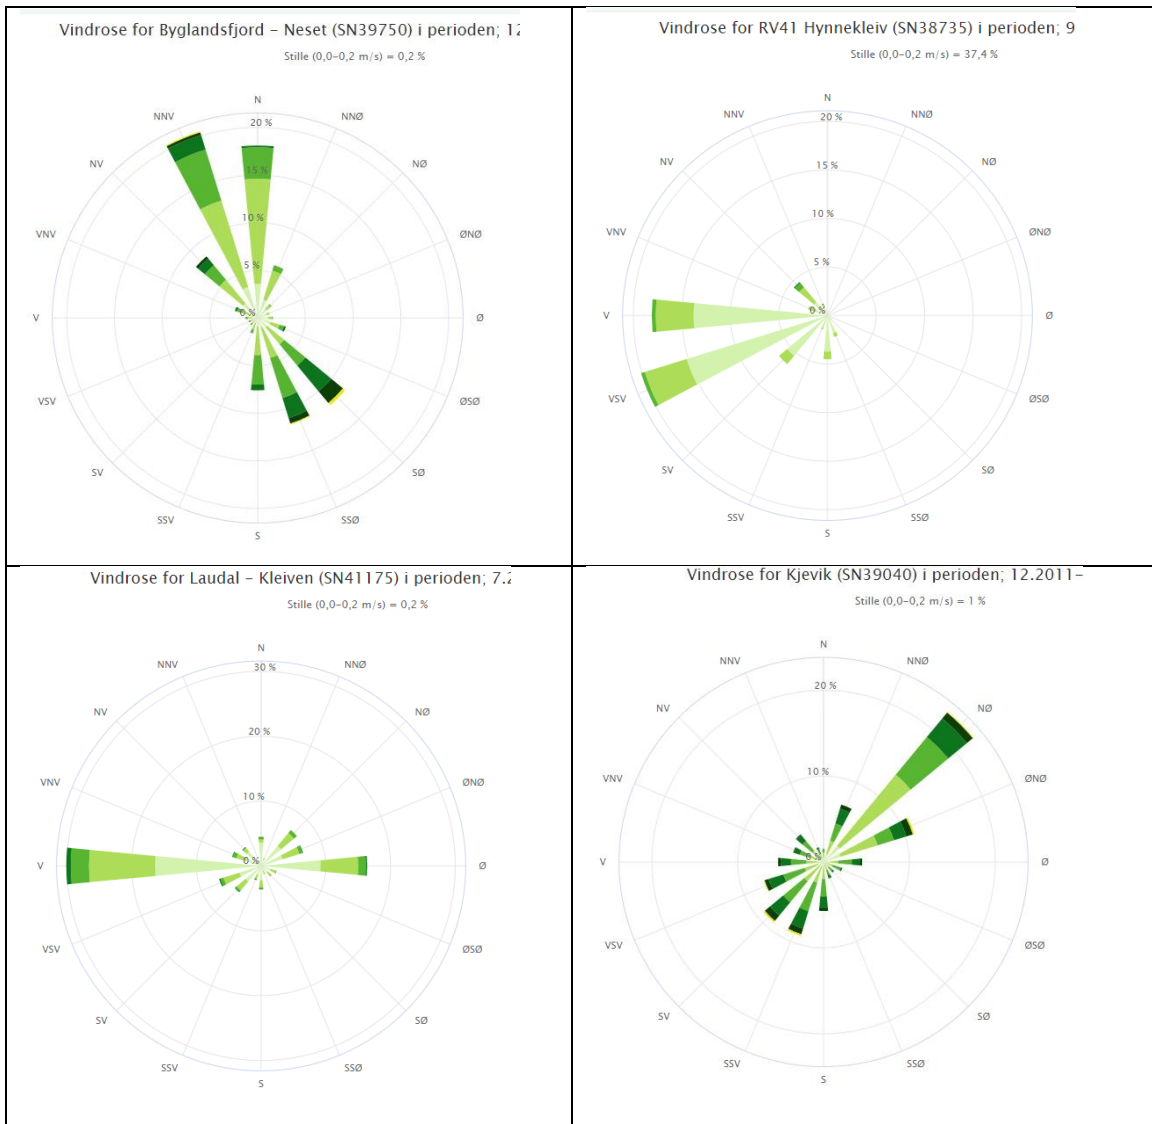 Vindrose for Byglandsfjord – Neset (SN39750) i perioden; 12
Stille (0,0–0,2 m/s) = 0,2 %
N
NNV
NNØ
20 %
NV
NØ
15 %
10 %
VNV
ØNØ
5 %
0 %
V
Ø
VSV
ØSØ
SV
SØ
SSV
SSØ
S
Vindrose for RV41 Hynnekleiv (SN38735) i perioden; 9
Stille (0,0–0,2 m/s) = 37,4 %
N
NNV
NNØ
20 %
NV
NØ
15 %
10 %
VNV
ØNØ
5 %
0 %
V
Ø
VSV
ØSØ
SV
SØ
SSV
SSØ
S
Vindrose for Laudal – Kleiven (SN41175) i perioden; 7.2
Stille (0,0–0,2 m/s) = 0,2 %
N
NNV
NNØ
30 %
NV
NØ
20 %
VNV
ØNØ
10 %
0 %
V
Ø
VSV
ØSØ
SV
SØ
SSV
SSØ
S
Vindrose for Kjevik (SN39040) i perioden; 12.2011–
Stille (0,0–0,2 m/s) = 1 %
N
NNV
NNØ
20 %
NV
NØ
10 %
VNV
ØNØ
0 %
V
Ø
VSV
ØSØ
SV
SØ
SSV
SSØ
S